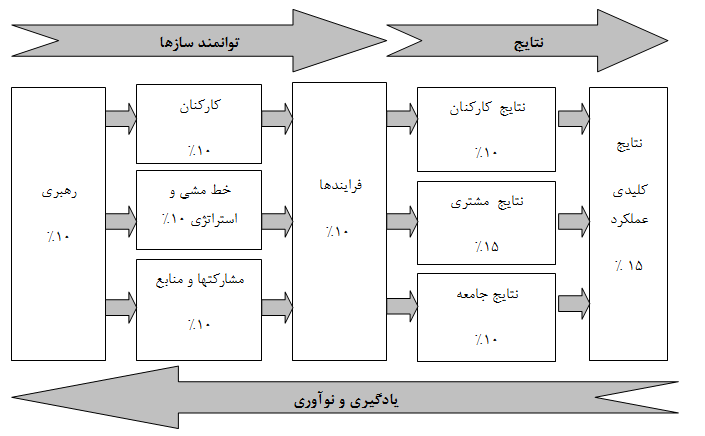 توانمند سازها
نتایج
رهبری
٪۱۰
کارکنان
٪۱۰
خط مشی و
استراتژی ۱۰٪
مشارکتها و منابع
٪۱۰
فرایندها
٪۱۰
نتایج کارکنان
٪۱۰
نتایج مشتری
٪۱۵
نتایج جامعه
٪۱۰
نتایج
کلیدی
عملکرد
۱۵ ٪
یادگیری و نوآوری